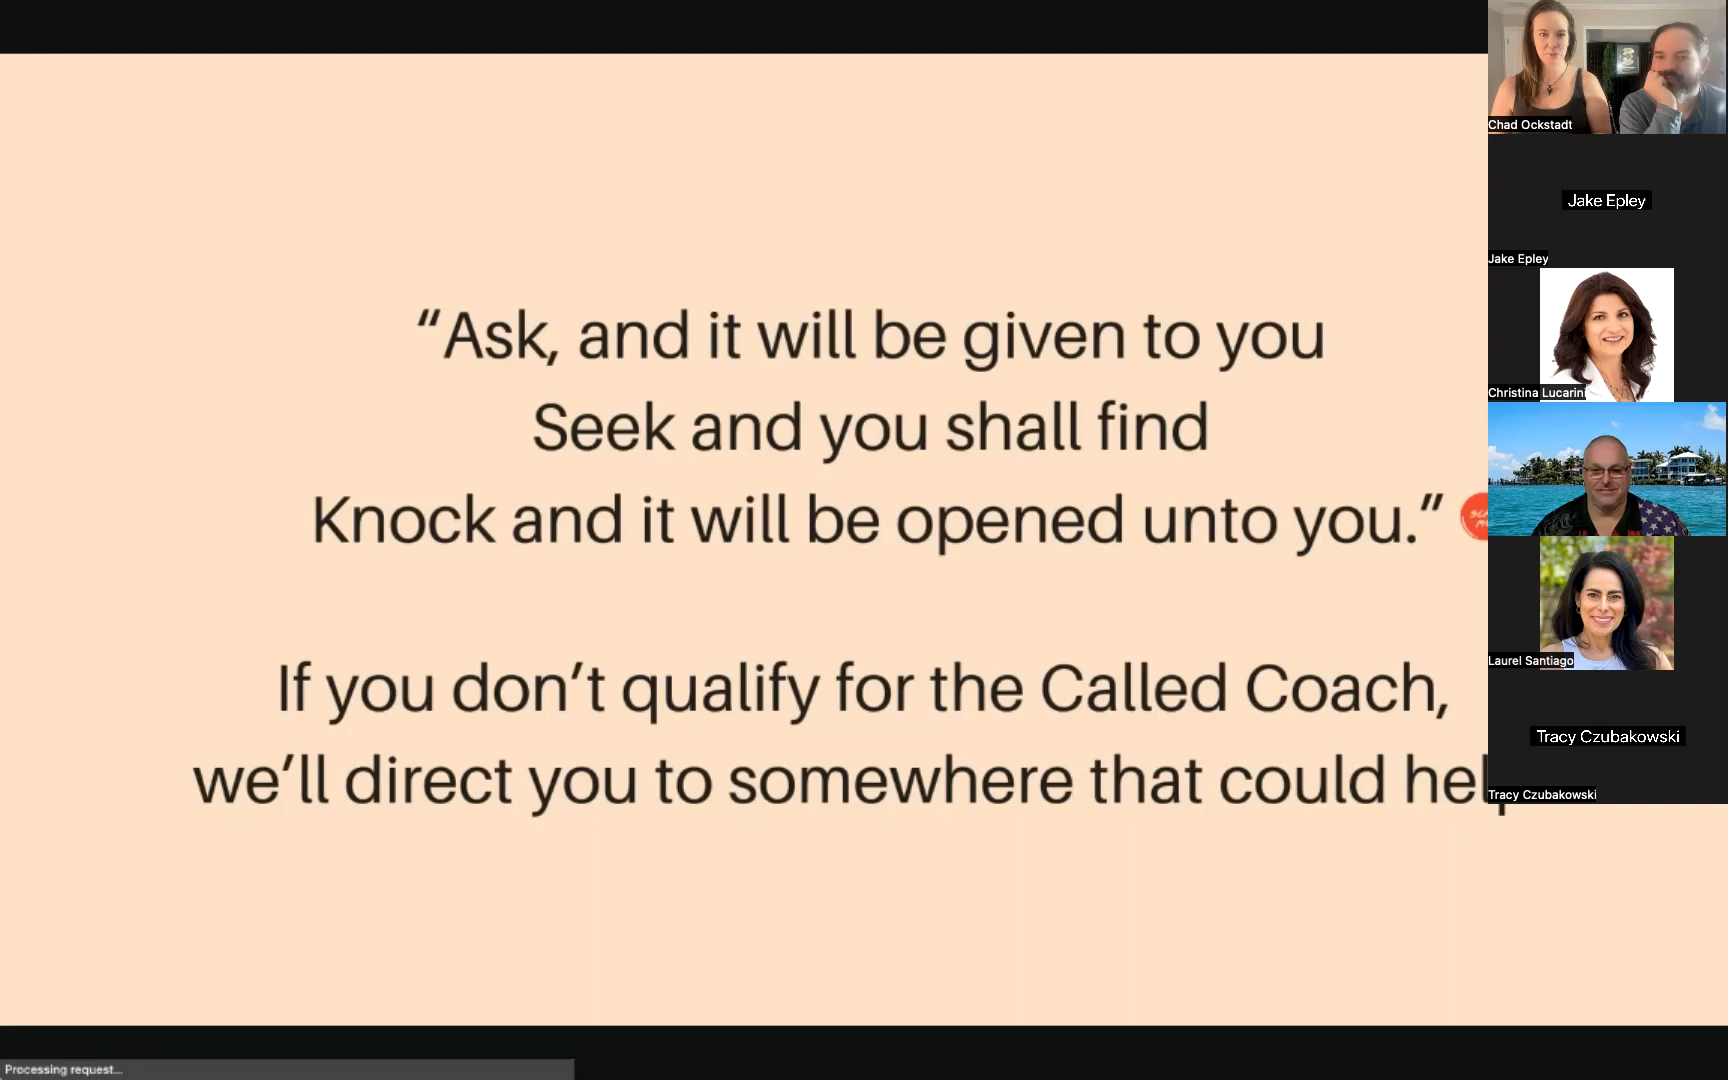 “Ask, and it will be given to you
Seek and you shall find
Knock and it will be opened unto you.”
If you don’t qualify for the Called Coach,
we’ll direct you to somewhere that could help
Chad Ockstadt
Jake Epley
Jake Epley
Christina Lucarini
Laurel Santiago
Tracy Czubakowski
Tracy Czubakowski
Processing request...